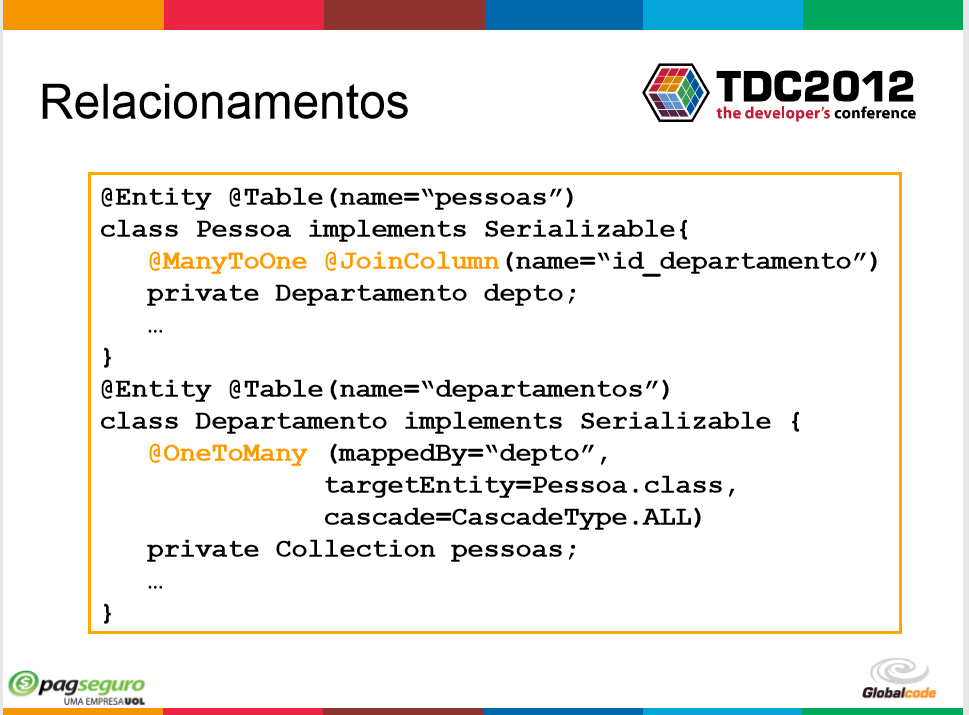 Relacionamentos
TDC2012
the developer's conference
@Entity @Table(name=“pessoas”)
class Pessoa implements Serializable{
@ManyToOne @JoinColumn(name=“id_departamento”)
private Departamento depto;
…
}
@Entity @Table(name=“departamentos”)
class Departamento implements Serializable {
@OneToMany (mappedBy=“depto”,
targetEntity=Pessoa.class,
cascade=CascadeType.ALL)
private Collection pessoas;
…
}
pagseguro
UMA EMPRESA UOL
Globalcode